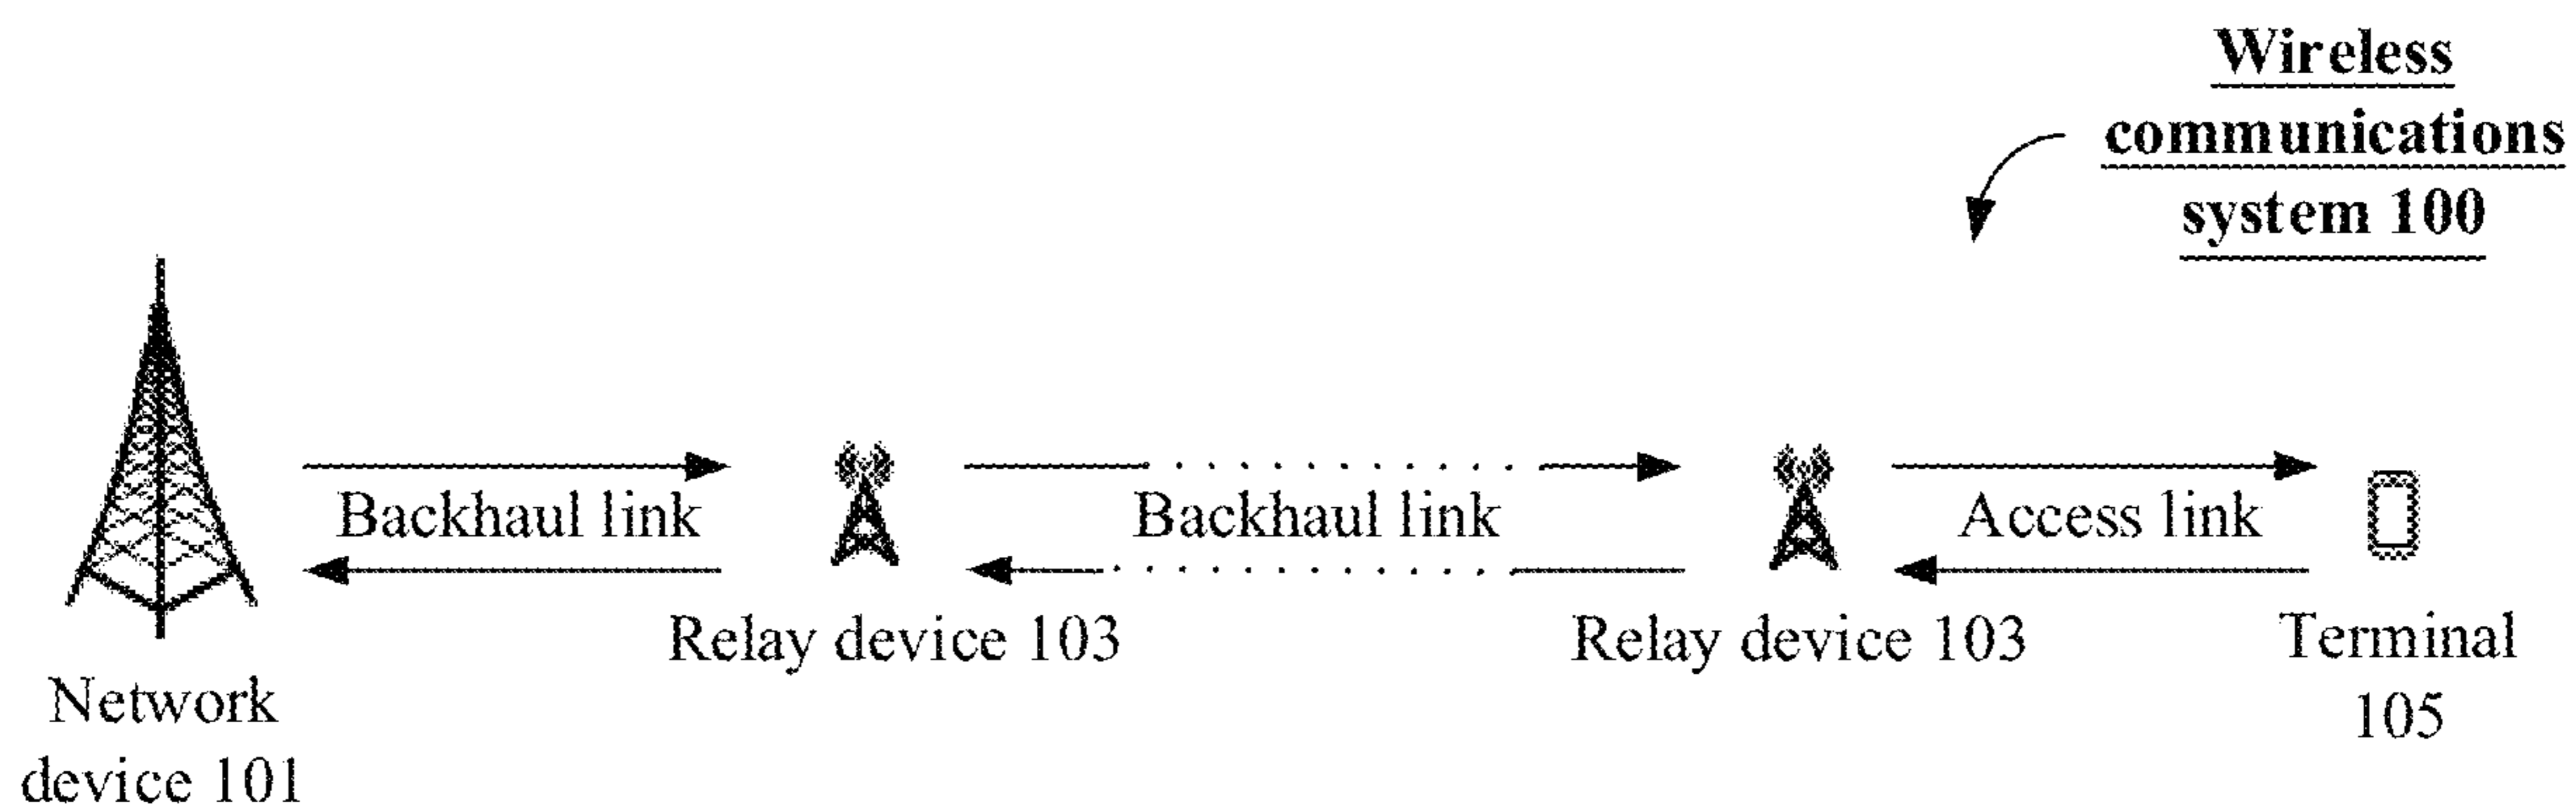 Wireless
communications
system 100
Backhaul link
Backhaul link
Access link
Relay device 103
Relay device 103
Terminal
105
Network
device 101